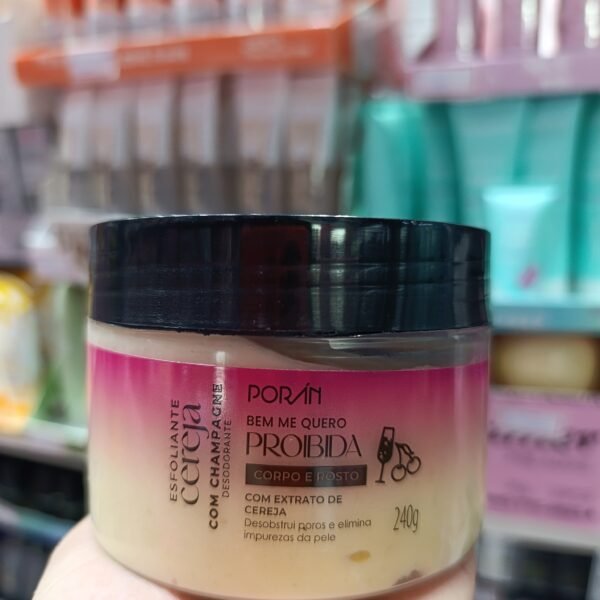 ESFOLIANTE
cereja
COM CHAMPAGNE
DESODORANTE
PORÁN
BEM ME QUERO
PROIBIDA
CORPO E ROSTO
COM EXTRATO DE
CEREJA
Desobstrui poros e elimina
impurezas da pele
240g